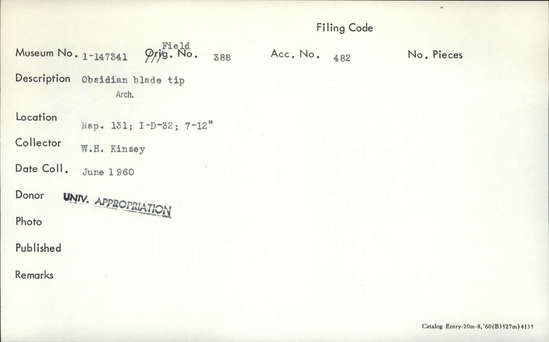 Filing Code
Museum No. 1-147341 Orig. Field No. 388 Acc. No. 482 No. Pieces
Description Obsidian blade tip
Arch.
Location Nap. 131; I-D-32; 7-12"
Collector W.H. Kinsey
Date Coll. June 1960
Donor UNIV. APPROPRIATION
Photo
Published
Remarks
Catalog Entry-20m-8,'60(B3527m)4135